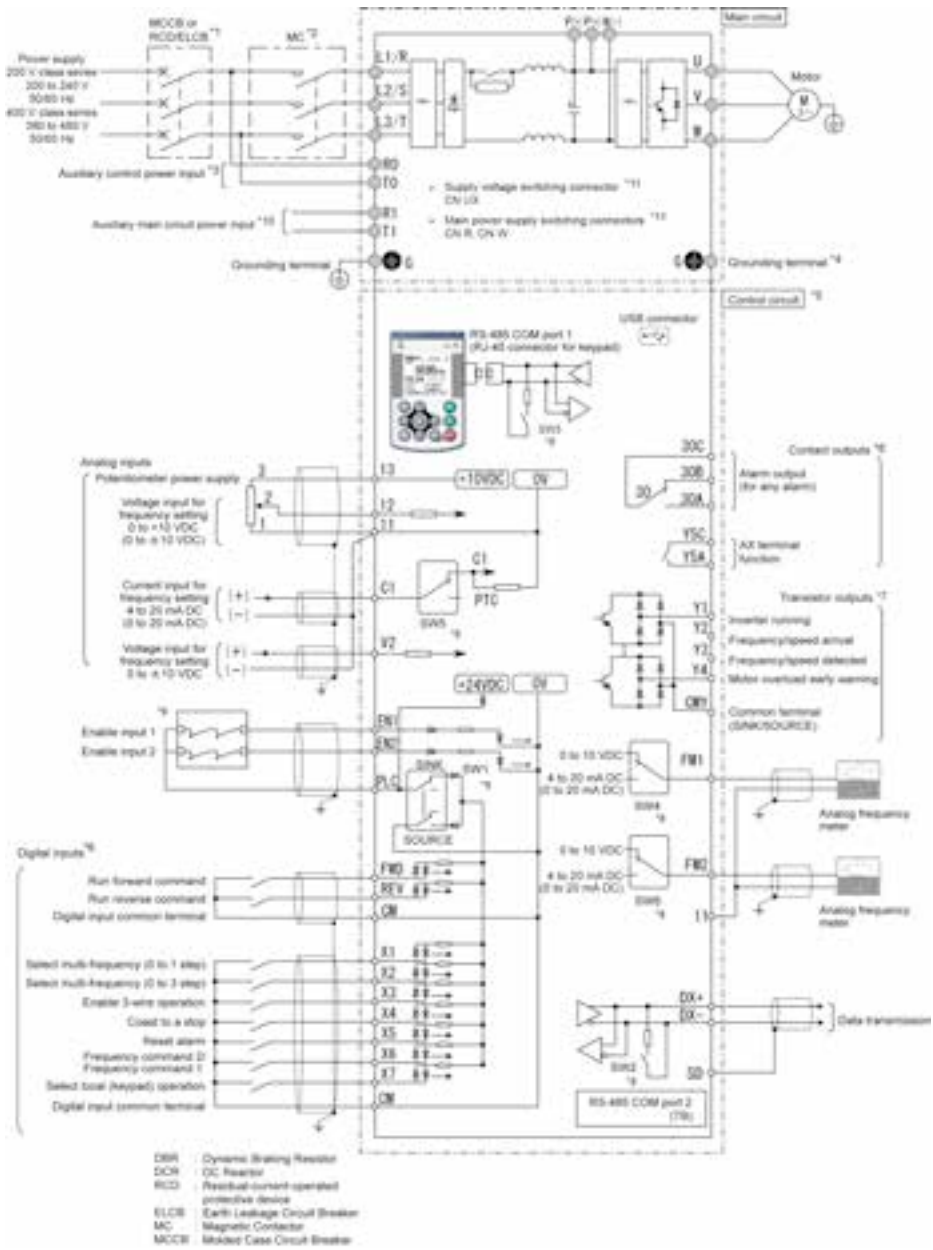 MCCB or
RCD/ELCB *1
MC *2
Power supply
200 V class series
200 to 240 V
50/60 Hz
400 V class series
380 to 480 V
50/60 Hz
L1/R
L2/S
L3/T
Main circuit
U
V
W
Motor
M
Auxiliary control power input *3
R0
T0
Auxiliary main circuit power input *10
R1
T1
Supply voltage switching connector *11
CN UX
Main power supply switching connectors *12
CN R, CN W
Grounding terminal
G
G
Grounding terminal *4
Control circuit *5
USB connector
RS-485 COM port 1
(RJ-45 connector for keypad)
SW3
Analog inputs
Potentiometer power supply
3
2
1
Voltage input for
frequency setting
0 to +10 VDC
(0 to ±10 VDC)
13
12
11
+10VDC
0V
Current input for
frequency setting
4 to 20 mA DC
(0 to 20 mA DC)
(+)
(−)
C1
C1
PTC
SW5
Voltage input for
frequency setting
0 to ±10 VDC
(+)
(−)
V2
+24VDC
0V
Contact outputs
30C
30B
30
30A
Alarm output
(for any alarm)
Y5C
Y5A
AX terminal
function
Transistor outputs *7
Y1
Inverter running
Y2
Frequency/speed arrival
Y3
Frequency/speed detected
Y4
Motor overload early warning
CMY
Common terminal
(SINK/SOURCE)
Enable input 1
Enable input 2
EN1
EN2
PLC
SINK
SW1
SOURCE
0 to 10 VDC
4 to 20 mA DC
(0 to 20 mA DC)
SW4
FM1
Analog frequency
meter
0 to 10 VDC
4 to 20 mA DC
(0 to 20 mA DC)
FM2
Analog frequency
meter
11
Digital inputs
Run forward command
Run reverse command
Digital input common terminal
FWD
REV
CM
Select multi-frequency (0 to 1 step)
Select multi-frequency (0 to 3 step)
Enable 3-wire operation
Coast to a stop
Reset alarm
Frequency command 2/
Frequency command 1
Select local (keypad) operation
Digital input common terminal
X1
X2
X3
X4
X5
X6
X7
CM
DX+
DX-
SD
Data transmission
SW2
RS-485 COM port 2
(TB)
DBR : Dynamic Braking Resistor
DCR : DC Reactor
RCD : Residual-current-operated
protective device
ELCB : Earth Leakage Circuit Breaker
MC : Magnetic Contactor
MCCB : Molded Case Circuit Breaker